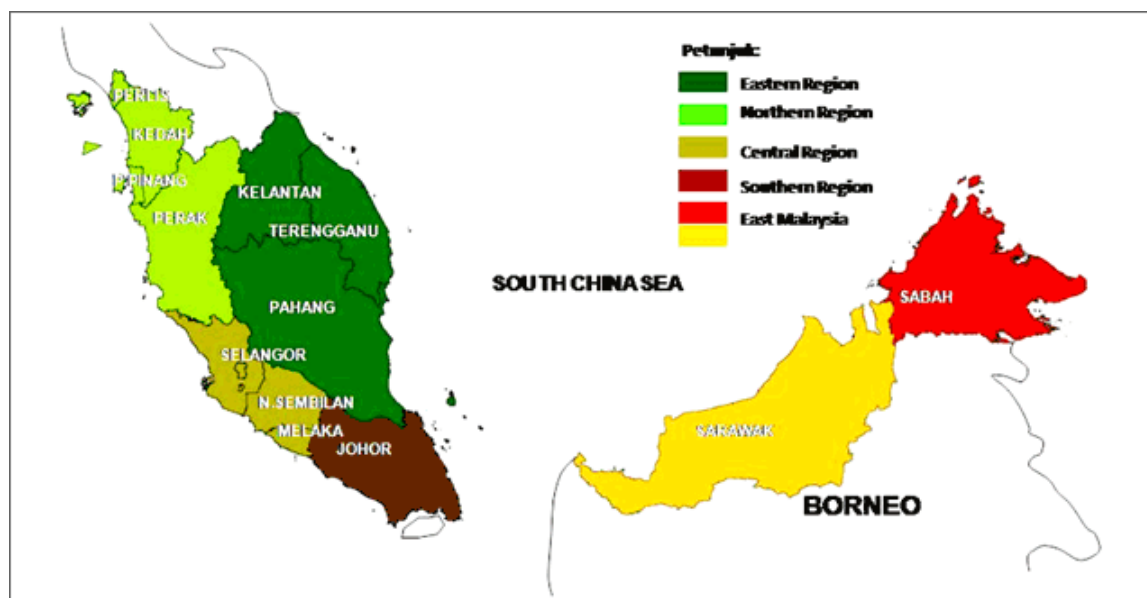 Petunjuk:
Eastern Region
Northern Region
Central Region
Southern Region
East Malaysia
PERLIS
KEDAH
P.PINANG
PERAK
KELANTAN
TERENGGANU
PAHANG
SELANGOR
N.SEMBILAN
MELAKA
JOHOR
SOUTH CHINA SEA
SABAH
SARAWAK
BORNEO